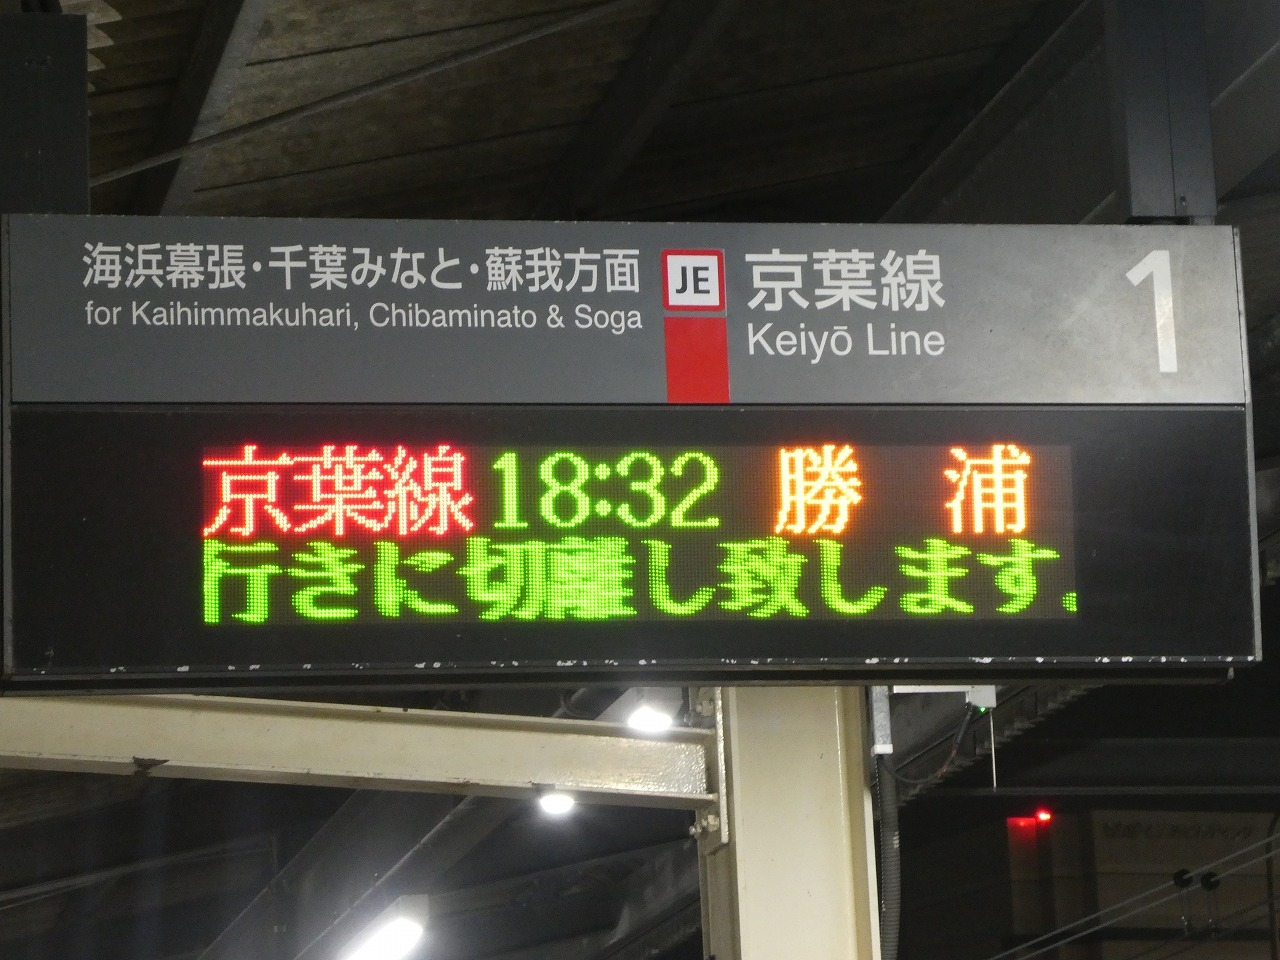 海浜幕張・千葉みなと・蘇我方面
for Kaihimmakuhari, Chibaminato & Soga
JE
京葉線
Keiyō Line
1
京葉線 18:32 勝 浦
行きに切離し致します。